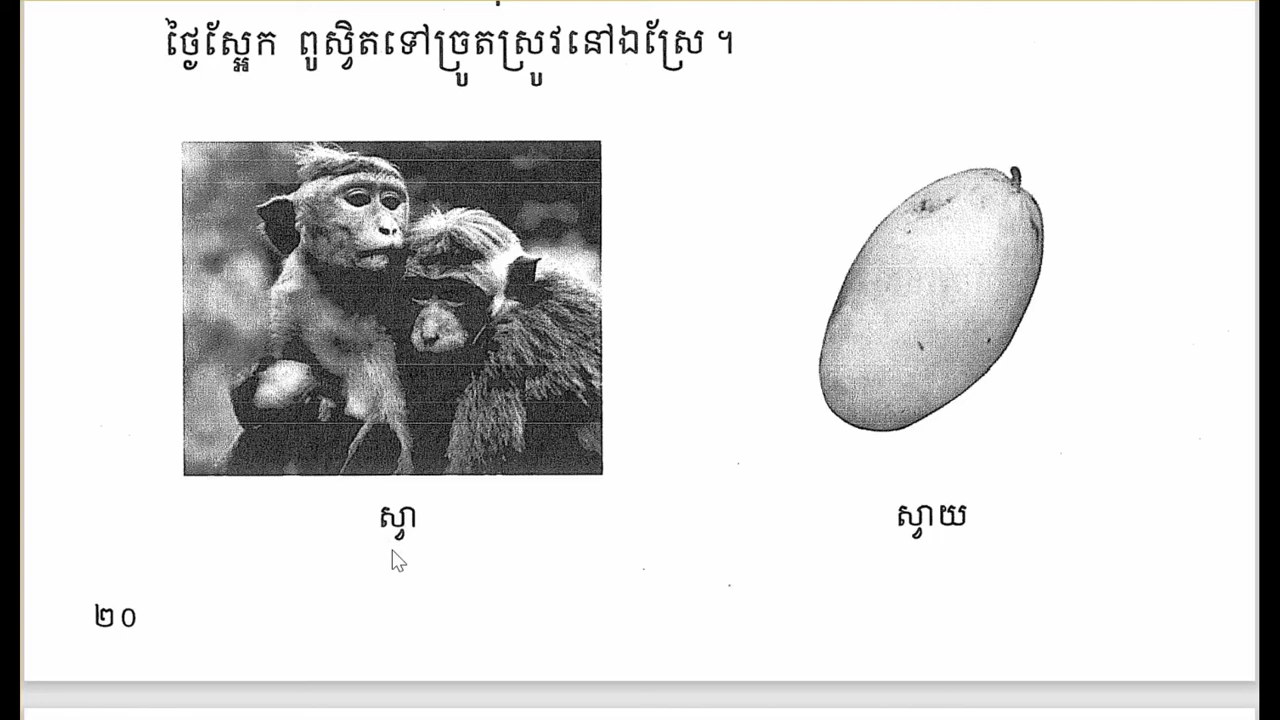 ថ្ងៃស្អែក ពូស្វិតទៅច្រូតស្រូវនៅឯស្រែ ។
ស្វា
ស្វាយ
២០